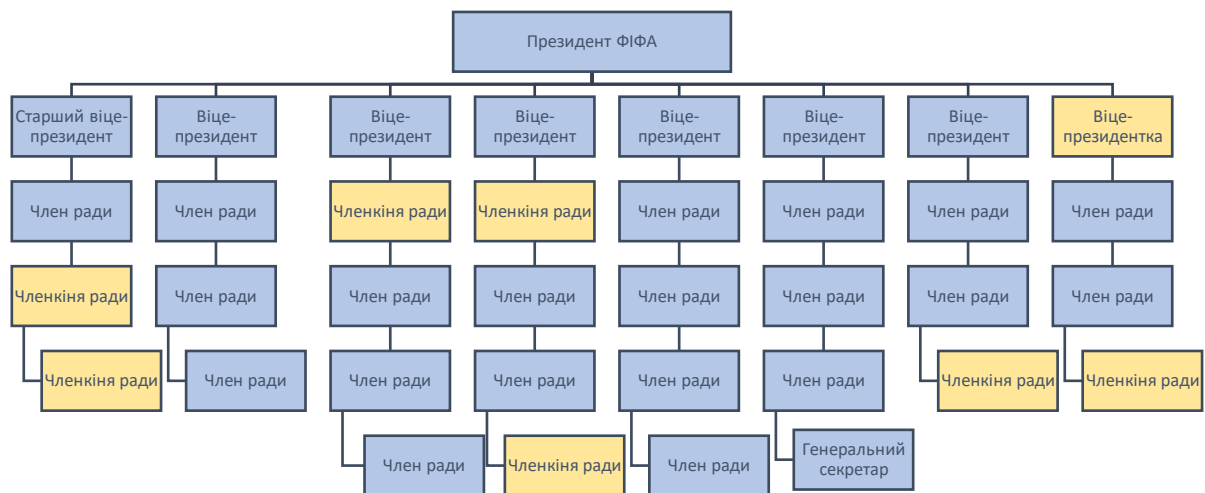 Президент ФІФА
Старший віце-
президент
Віце-
президент
Віце-
президент
Віце-
президент
Віце-
президент
Віце-
президент
Віце-
президент
Віце-
президентка
Член ради
Член ради
Членкіня ради
Членкіня ради
Член ради
Член ради
Член ради
Член ради
Членкіня ради
Член ради
Член ради
Член ради
Член ради
Член ради
Член ради
Член ради
Членкіня ради
Член ради
Член ради
Член ради
Член ради
Член ради
Членкіня ради
Членкіня ради
Член ради
Членкіня ради
Член ради
Генеральний
секретар